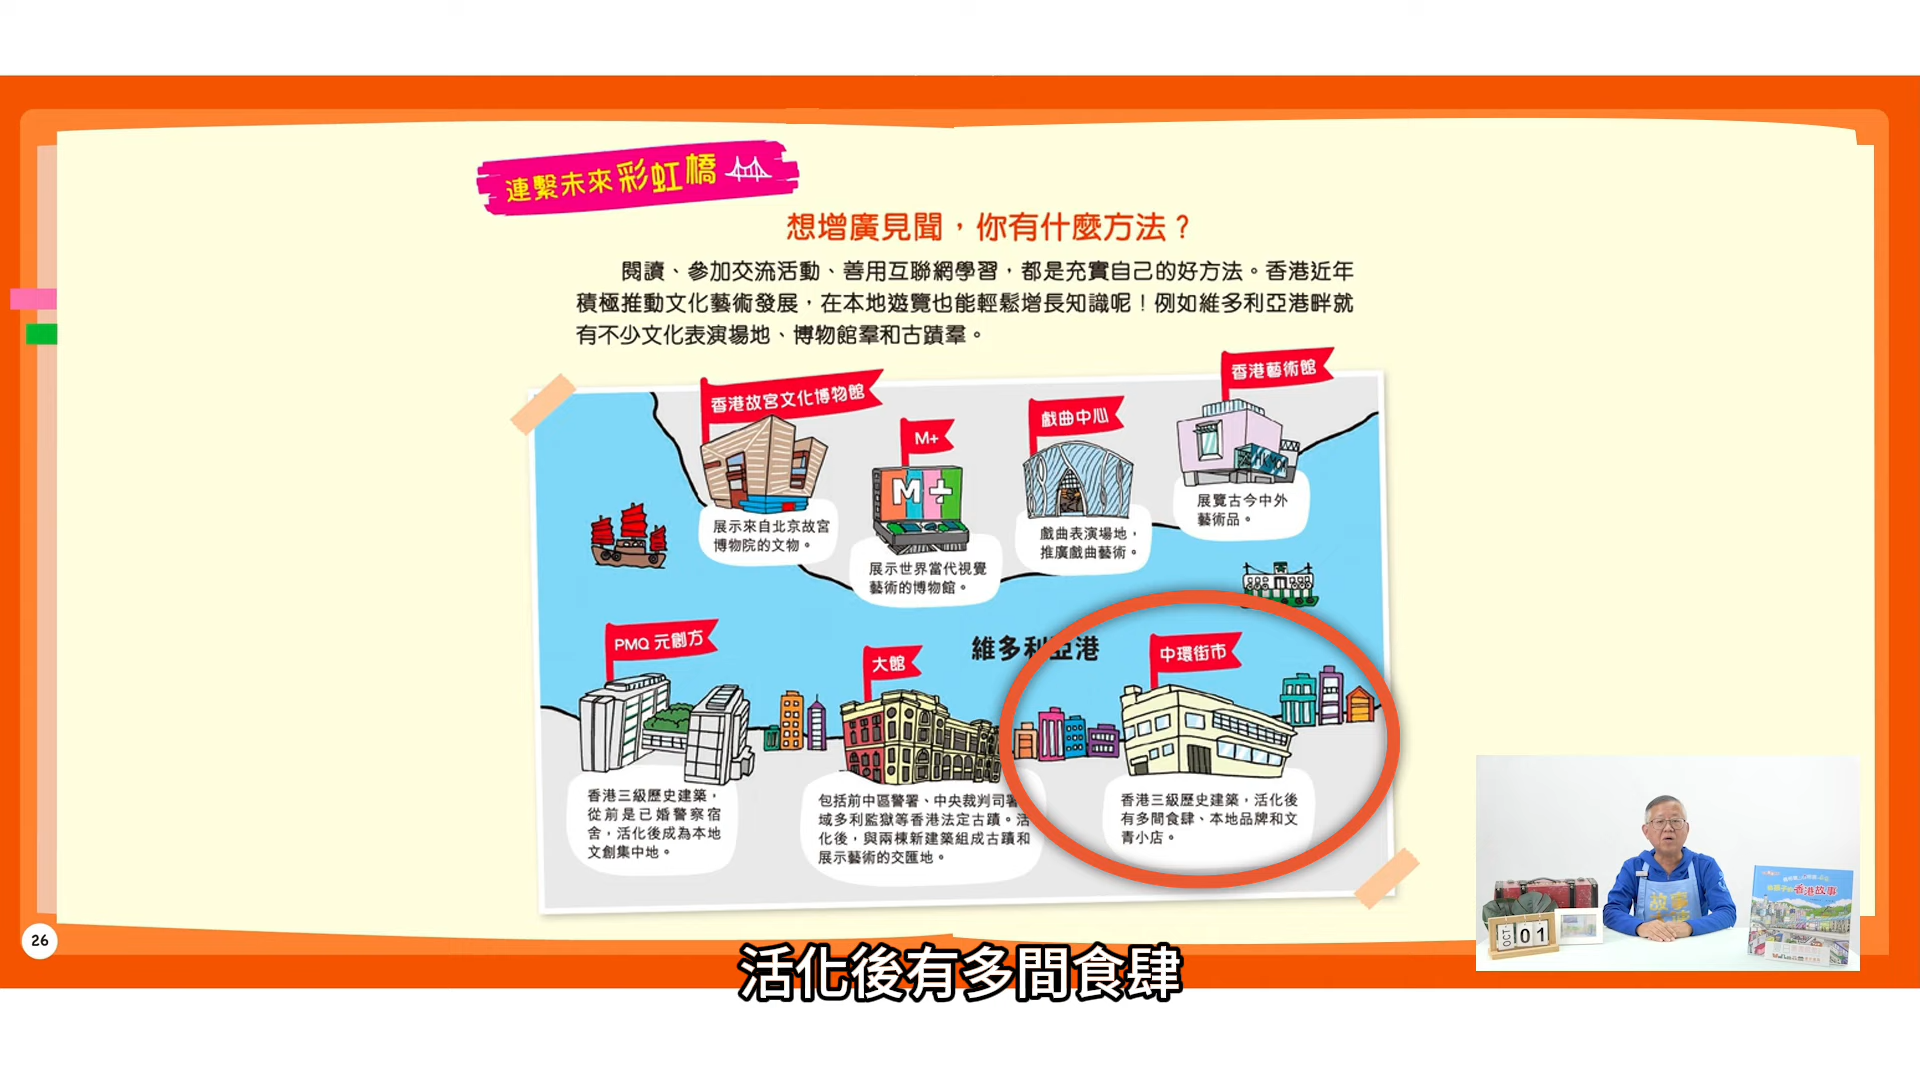 連繫未來彩虹橋
想增廣見聞，你有什麼方法？
閱讀、參加交流活動、善用互聯網學習，都是充實自己的好方法。香港近年
積極推動文化藝術發展，在本地遊覽也能輕鬆增長知識呢！例如維多利亞港畔就
有不少文化表演場地、博物館羣和古蹟羣。
香港故宮文化博物館
展示來自北京故宮
博物院的文物。
M+
M+
展示世界當代視覺
藝術的博物館。
戲曲中心
戲曲表演場地，
推廣戲曲藝術。
香港藝術館
展覽古今中外
藝術品。
維多利亞港
PMQ 元創方
香港三級歷史建築，
從前是已婚警察宿
舍，活化後成為本地
文創集中地。
大館
包括前中區警署、中央裁判司署
域多利監獄等香港法定古蹟。活
化後，與兩棟新建築組成古蹟和
展示藝術的交匯地。
中環街市
香港三級歷史建築，活化後
有多間食肆、本地品牌和文
青小店。
OCT 01
香港故事
26
活化後有多間食肆